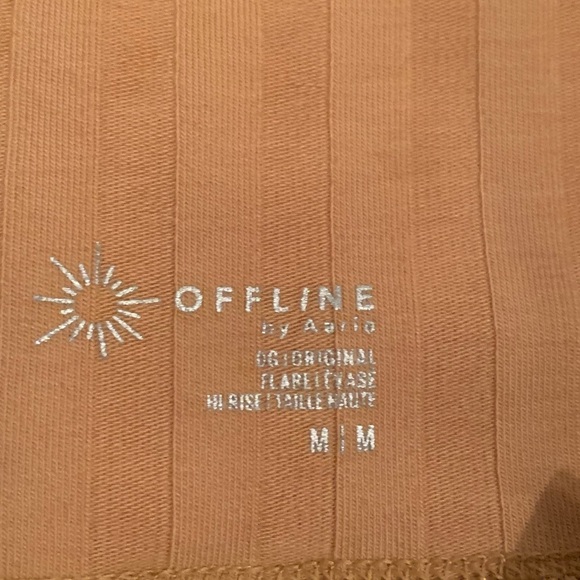 OFFLINE
by Aerie
OG | ORIGINAL
FLARE | ÉVASÉ
HI RISE | TAILLE HAUTE
M | M